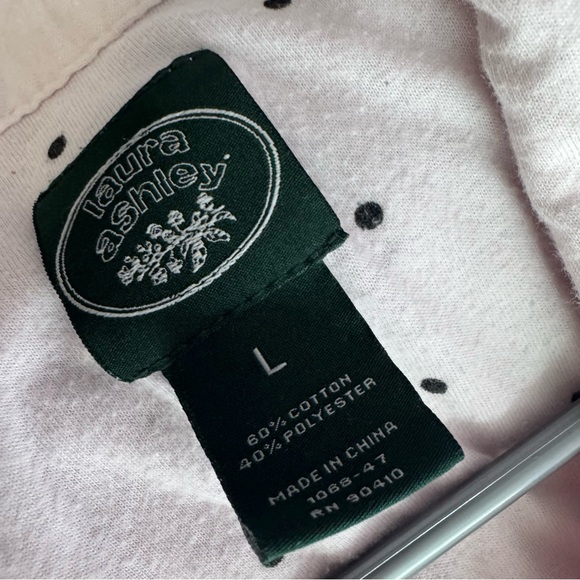 laura
ashley
L
60% COTTON
40% POLYESTER
MADE IN CHINA
1068-47
RN 90410